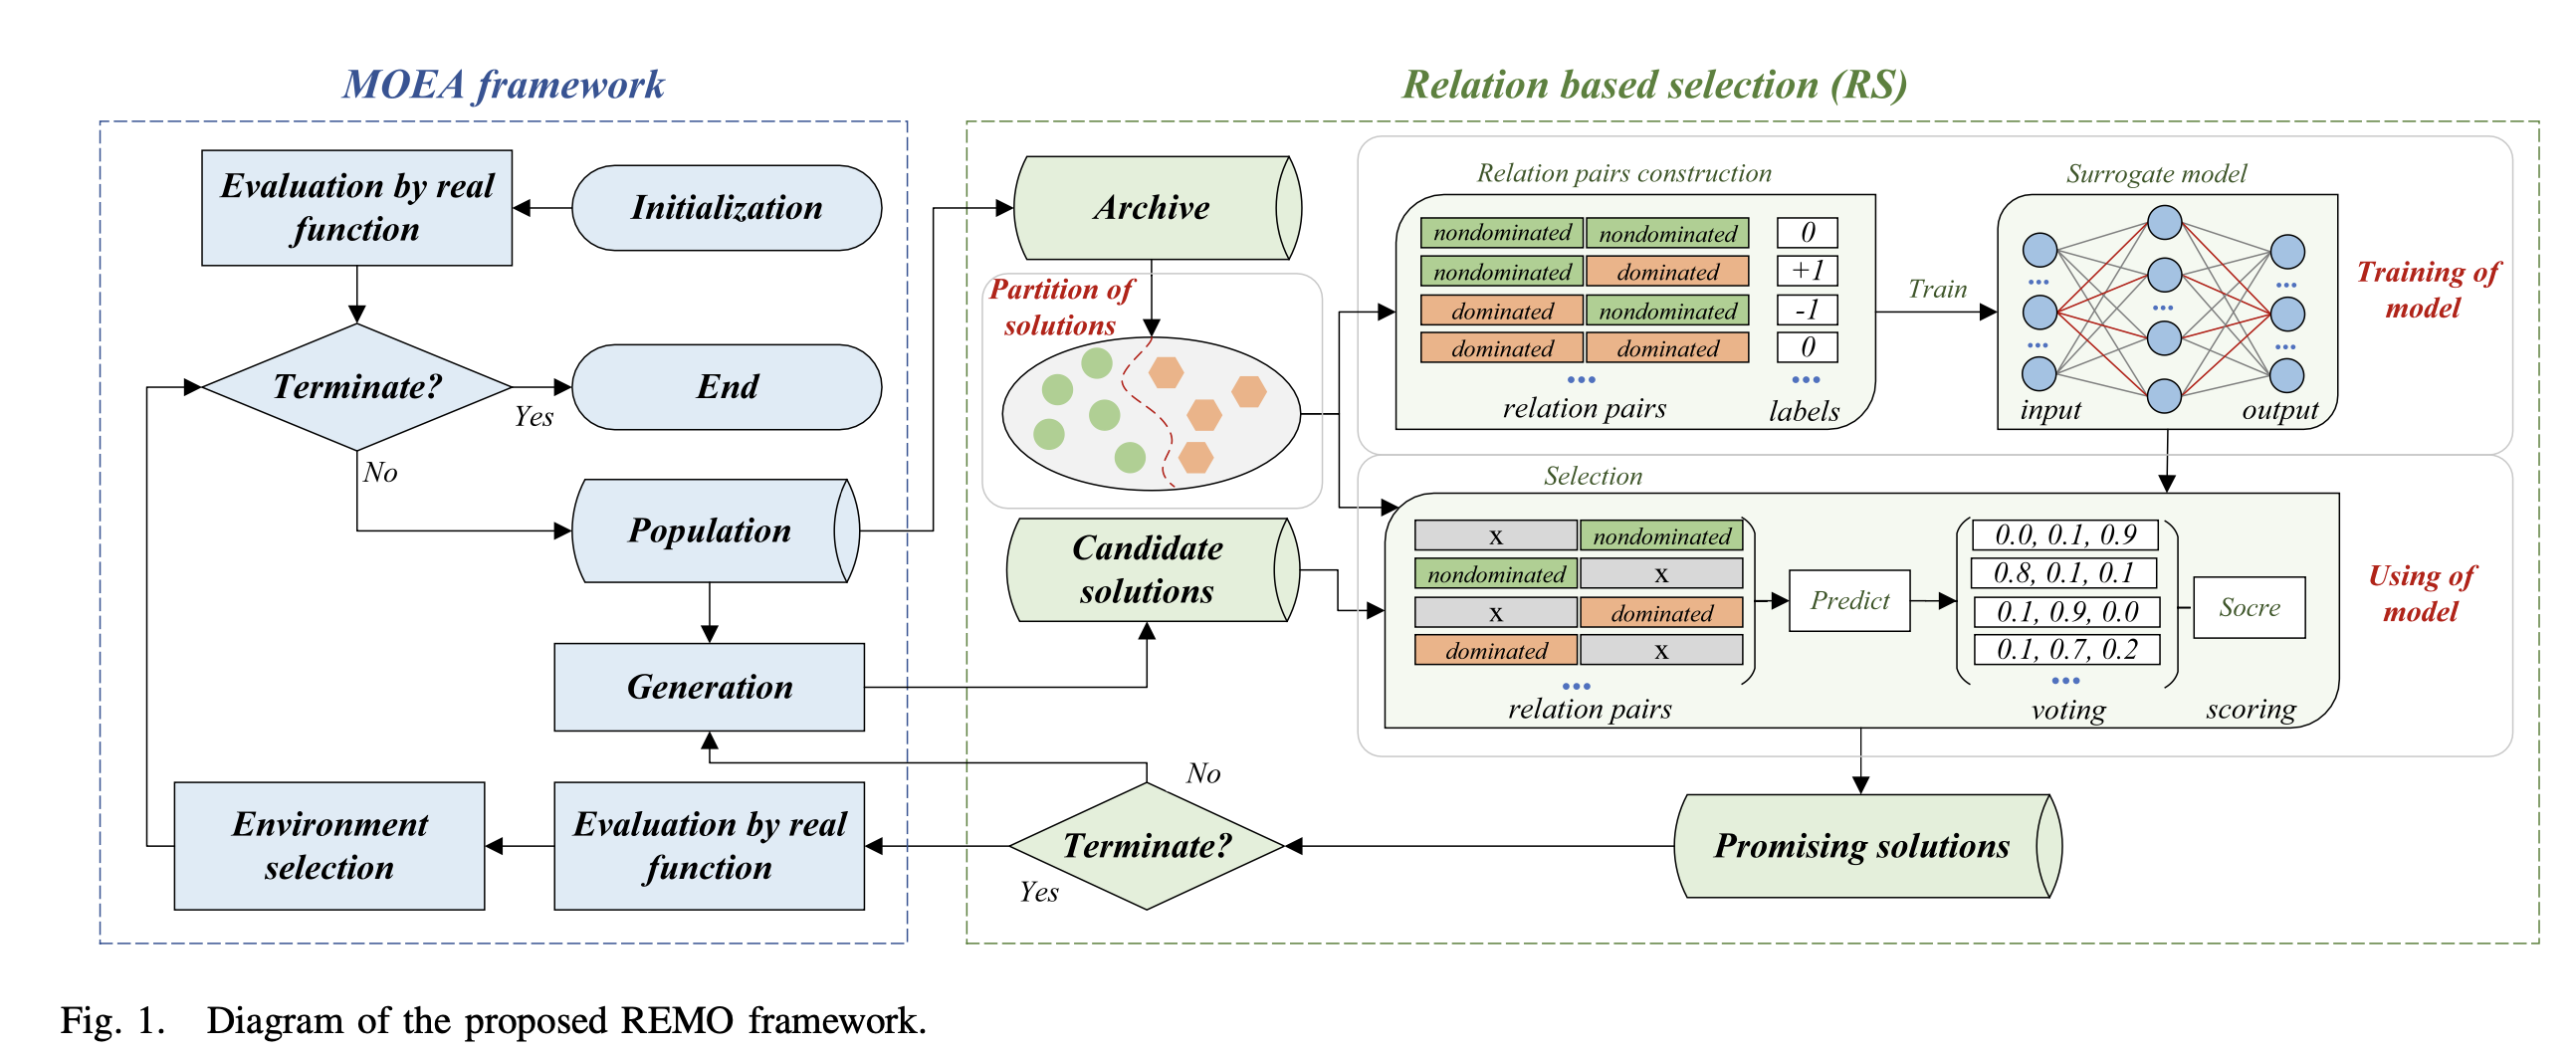 MOEA framework
Relation based selection (RS)
Evaluation by real
function
Initialization
Terminate?
Yes
End
No
Population
Generation
Environment
selection
Evaluation by real
function
Archive
Partition of
solutions
Candidate
solutions
Relation pairs construction
nondominated nondominated 0
nondominated dominated +1
dominated nondominated -1
dominated dominated 0
... ...
relation pairs labels
Train
Surrogate model
... ... ...
... ...
input output
Training of
model
Selection
x nondominated
nondominated x
x dominated
dominated x
...
relation pairs
Predict
0.0, 0.1, 0.9
0.8, 0.1, 0.1
0.1, 0.9, 0.0
0.1, 0.7, 0.2
...
voting
Socre
scoring
Using of
model
No
Terminate?
Yes
Promising solutions
Fig. 1. Diagram of the proposed REMO framework.